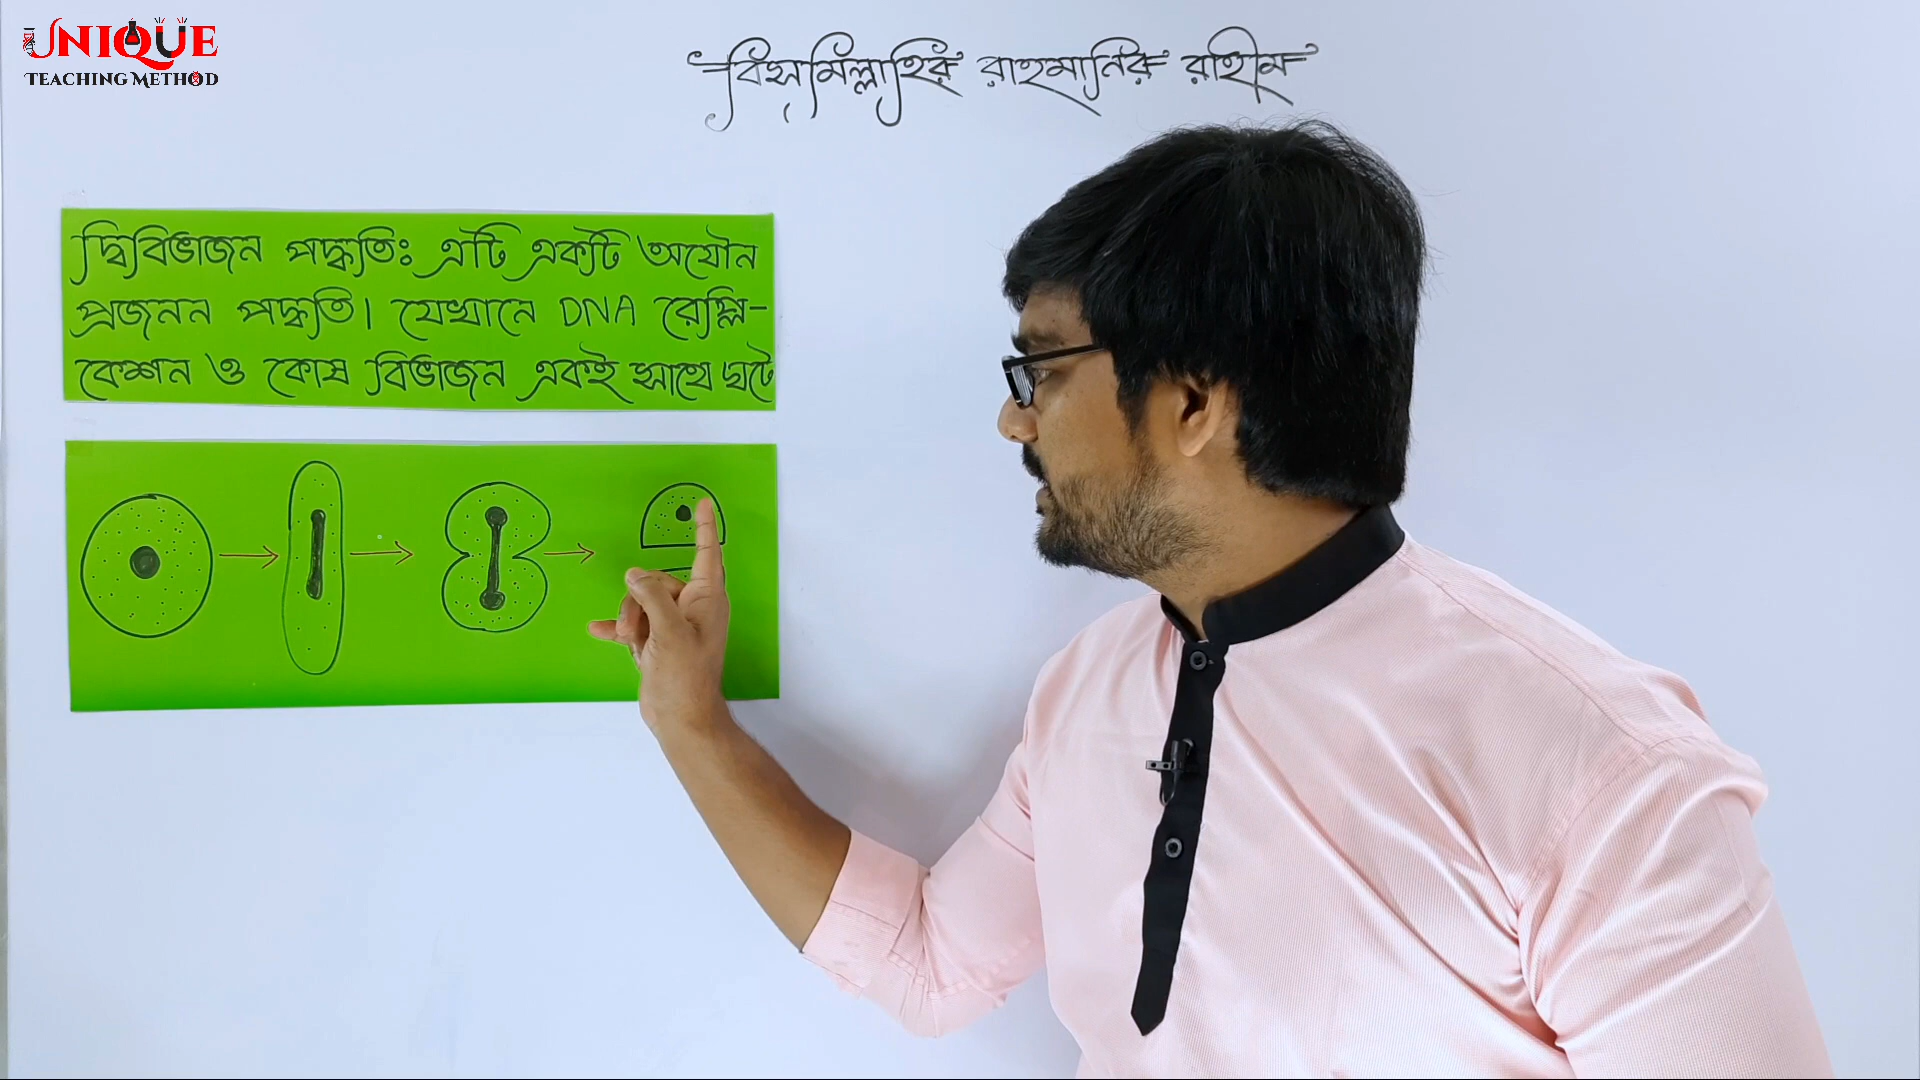 UNIQUE
TEACHING METHOD
বিসমিল্লাহির রাহমানির রাহীম
দ্বিবিভাজন পদ্ধতিঃ এটি একটি অযৌন
প্রজনন পদ্ধতি। যেখানে DNA রেপ্লি-
কেশন ও কোষ বিভাজন একই সাথে ঘটে